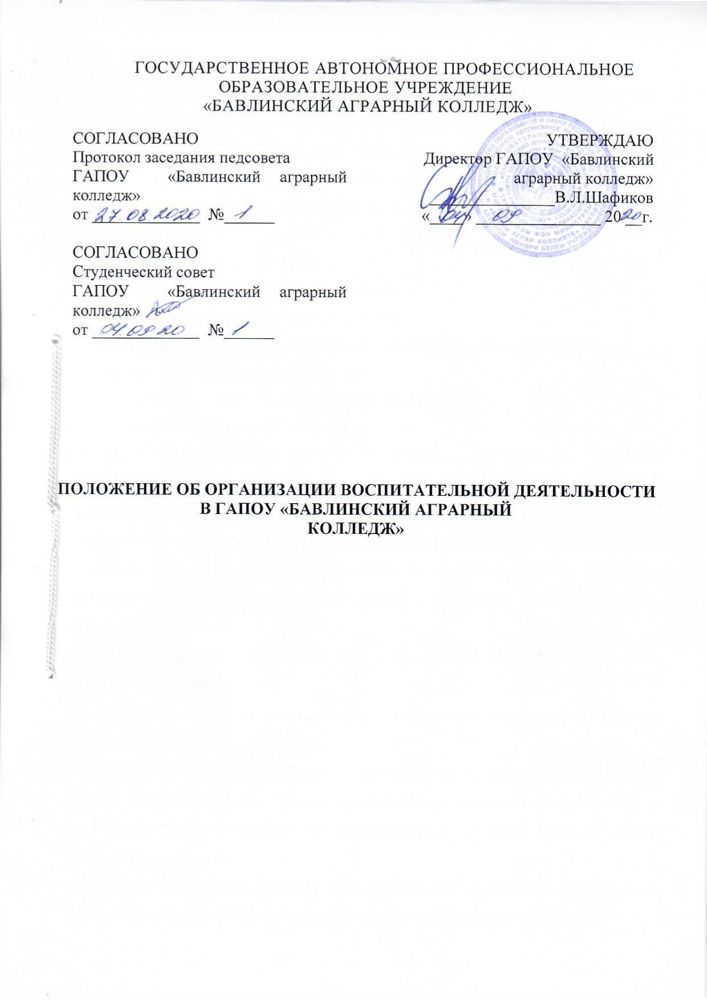 ГОСУДАРСТВЕННОЕ АВТОНОМНОЕ ПРОФЕССИОНАЛЬНОЕ
ОБРАЗОВАТЕЛЬНОЕ УЧРЕЖДЕНИЕ
«БАВЛИНСКИЙ АГРАРНЫЙ КОЛЛЕДЖ»
СОГЛАСОВАНО
Протокол заседания педсовета
ГАПОУ «Бавлинский аграрный
колледж»
от 27.08.2020 № 1
УТВЕРЖДАЮ
Директор ГАПОУ «Бавлинский
аграрный колледж»
В.Л.Шафиков
«04» 09 2020 г.
СОГЛАСОВАНО
Студенческий совет
ГАПОУ «Бавлинский аграрный
колледж»
от 04.09.20 № 1
ПОЛОЖЕНИЕ ОБ ОРГАНИЗАЦИИ ВОСПИТАТЕЛЬНОЙ ДЕЯТЕЛЬНОСТИ
В ГАПОУ «БАВЛИНСКИЙ АГРАРНЫЙ
КОЛЛЕДЖ»